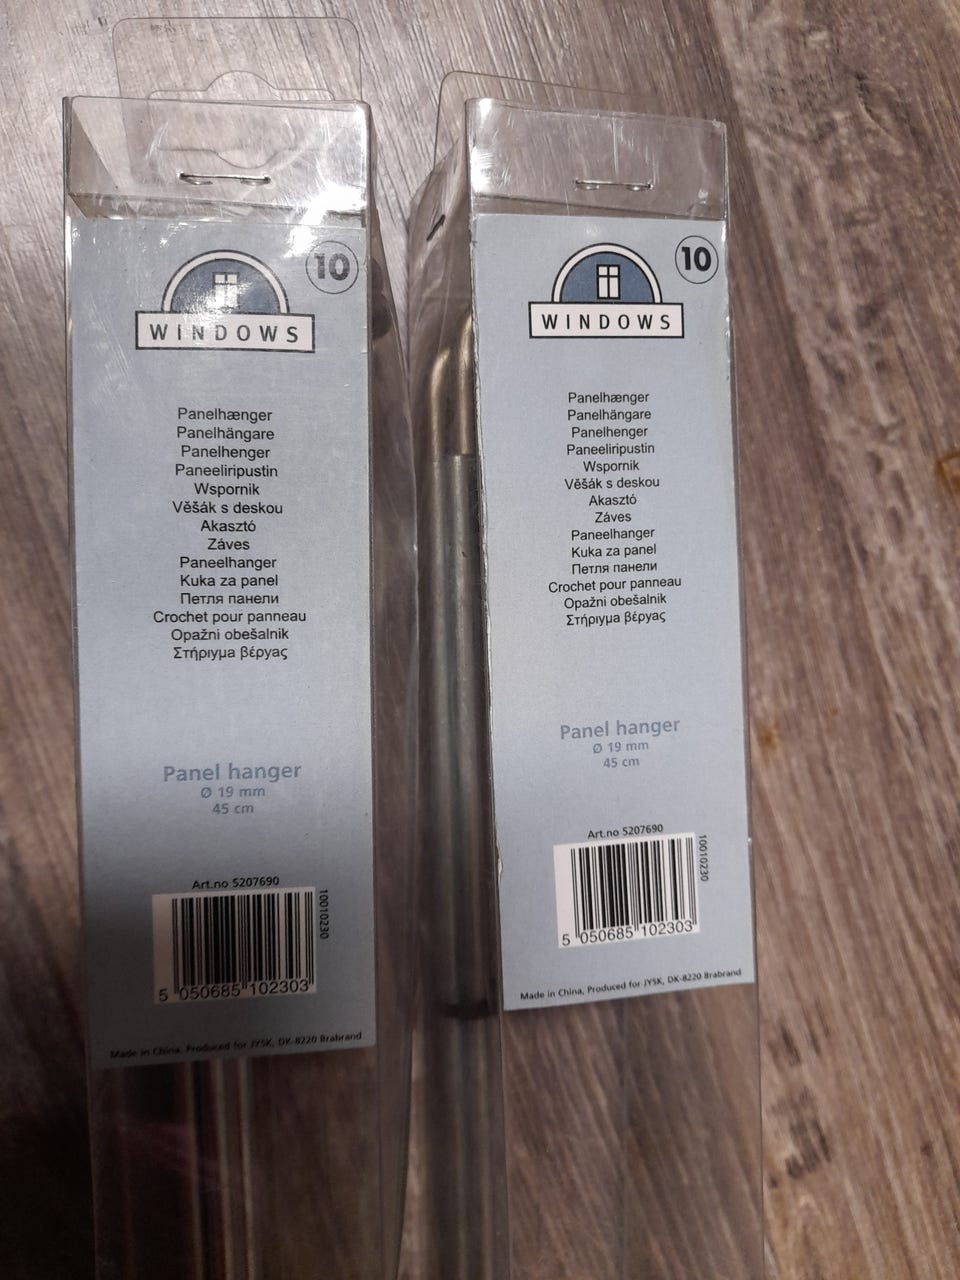 10
WINDOWS
Panelhænger
Panelhängare
Panelhenger
Paneeliripustin
Wspornik
Věšák s deskou
Akasztó
Záves
Paneelhanger
Kuka za panel
Петля панели
Crochet pour panneau
Opažni obešalnik
Στήριγμα βέργας
Panel hanger
Ø 19 mm
45 cm
Art.no 5207690
10010230
5 050685 102303
Made in China, Produced for JYSK, DK-8220 Brabrand
10
WINDOWS
Panelhænger
Panelhängare
Panelhenger
Paneeliripustin
Wspornik
Věšák s deskou
Akasztó
Záves
Paneelhanger
Kuka za panel
Петля панели
Crochet pour panneau
Opažni obešalnik
Στήριγμα βέργας
Panel hanger
Ø 19 mm
45 cm
Art.no 5207690
10010230
5 050685 102303
Made in China, Produced for JYSK, DK-8220 Brabrand